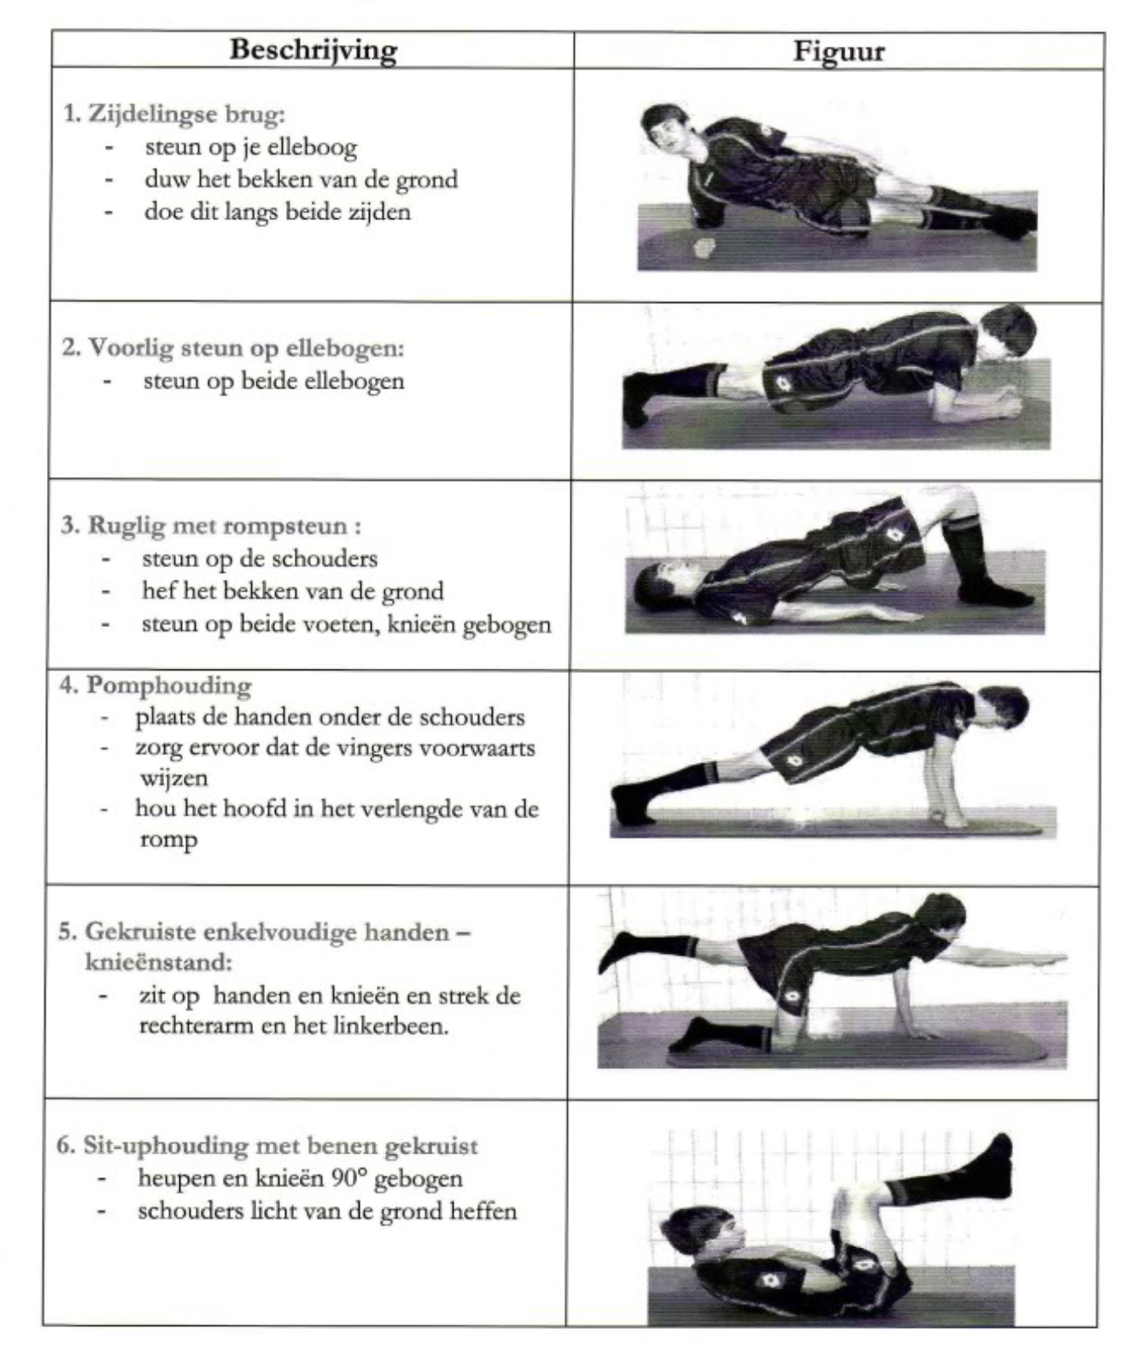 Beschrijving
Figuur
1. Zijdelingse brug:
- steun op je elleboog
- duw het bekken van de grond
- doe dit langs beide zijden
2. Voorlig steun op ellebogen:
- steun op beide ellebogen
3. Ruglig met rompsteun :
- steun op de schouders
- hef het bekken van de grond
- steun op beide voeten, knieën gebogen
4. Pomphouding
- plaats de handen onder de schouders
- zorg ervoor dat de vingers voorwaarts
wijzen
- hou het hoofd in het verlengde van de
romp
5. Gekruiste enkelvoudige handen –
knieënstand:
- zit op handen en knieën en strek de
rechterarm en het linkerbeen.
6. Sit-uphouding met benen gekruist
- heupen en knieën 90° gebogen
- schouders licht van de grond heffen